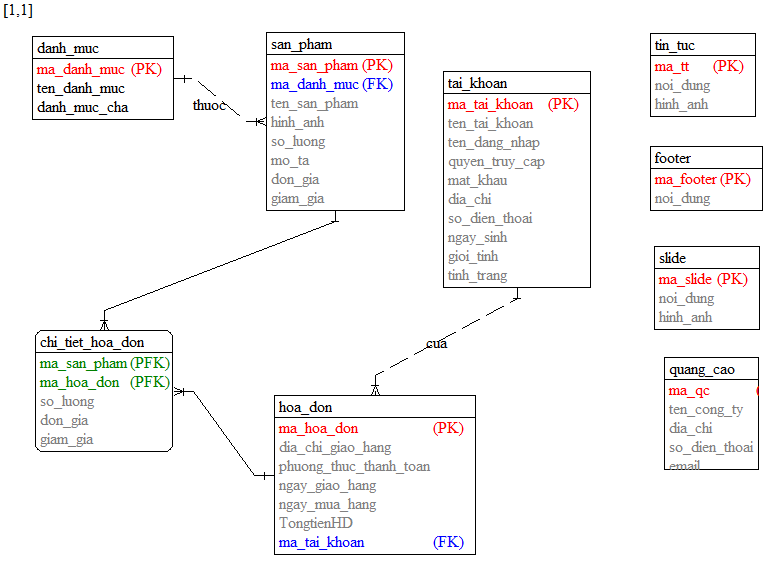 [1,1]
danh_muc
ma_danh_muc (PK)
ten_danh_muc
danh_muc_cha
thuoc
san_pham
ma_san_pham (PK)
ma_danh_muc (FK)
ten_san_pham
hinh_anh
so_luong
mo_ta
don_gia
giam_gia
tai_khoan
ma_tai_khoan (PK)
ten_tai_khoan
ten_dang_nhap
quyen_truy_cap
mat_khau
dia_chi
so_dien_thoai
ngay_sinh
gioi_tinh
tinh_trang
tin_tuc
ma_tt (PK)
noi_dung
hinh_anh
footer
ma_footer (PK)
noi_dung
slide
ma_slide (PK)
noi_dung
hinh_anh
chi_tiet_hoa_don
ma_san_pham (PFK)
ma_hoa_don (PFK)
so_luong
don_gia
giam_gia
cua
hoa_don
ma_hoa_don (PK)
dia_chi_giao_hang
phuong_thuc_thanh_toan
ngay_giao_hang
ngay_mua_hang
TongtienHD
ma_tai_khoan (FK)
quang_cao
ma_qc (
ten_cong_ty
dia_chi
so_dien_thoai
email